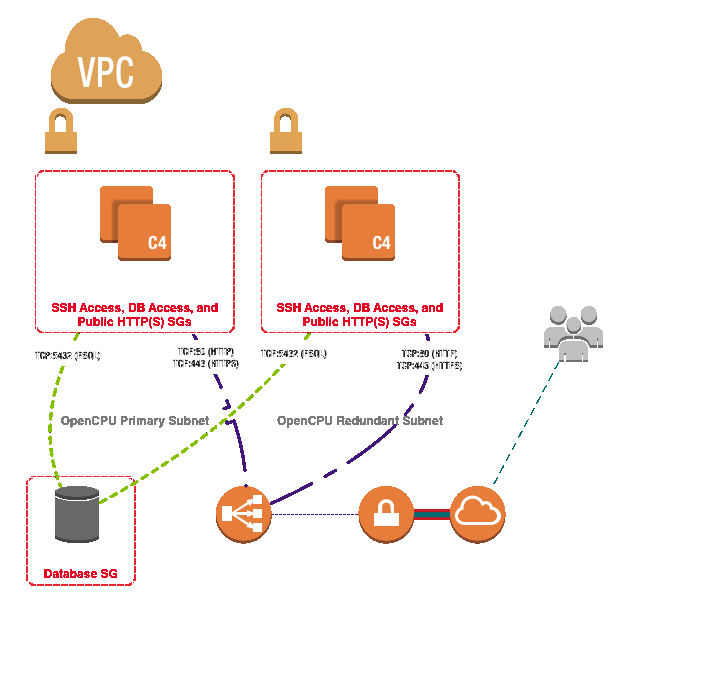 VPC
C4
C4
SSH Access, DB Access, and
Public HTTP(S) SGs
SSH Access, DB Access, and
Public HTTP(S) SGs
TCP:5432 (PSQL)
TCP:80 (HTTP)
TCP:443 (HTTPS)
TCP:5432 (PSQL)
TCP:80 (HTTP)
TCP:443 (HTTPS)
OpenCPU Primary Subnet
OpenCPU Redundant Subnet
Database SG